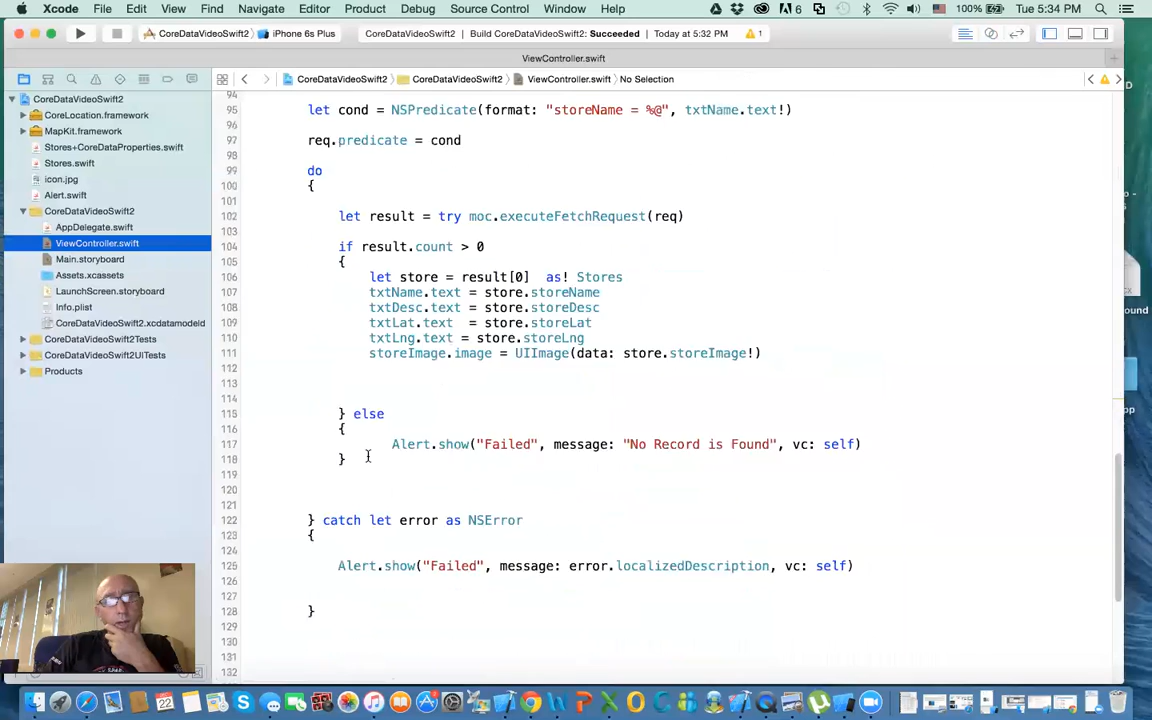 Xcode File Edit View Find Navigate Editor Product Debug Source Control Window Help 6 100% Tue 5:34 PM
CoreDataVideoSwift2 iPhone 6s Plus CoreDataVideoSwift2 | Build CoreDataVideoSwift2: Succeeded | Today at 5:32 PM 1
ViewController.swift
CoreDataVideoSwift2 CoreDataVideoSwift2 ViewController.swift No Selection
CoreDataVideoSwift2
CoreLocation.framework
MapKit.framework
Stores+CoreDataProperties.swift
Stores.swift
icon.jpg
Alert.swift
CoreDataVideoSwift2
AppDelegate.swift
ViewController.swift
Main.storyboard
Assets.xcassets
LaunchScreen.storyboard
Info.plist
CoreDataVideoSwift2.xcdatamodeld
CoreDataVideoSwift2Tests
CoreDataVideoSwift2UITests
Products
94
95 let cond = NSPredicate(format: "storeName = %@", txtName.text!)
96
97 req.predicate = cond
98
99 do
100 {
101
102 let result = try moc.executeFetchRequest(req)
103
104 if result.count > 0
105 {
106 let store = result[0] as! Stores
107 txtName.text = store.storeName
108 txtDesc.text = store.storeDesc
109 txtLat.text = store.storeLat
110 txtLng.text = store.storeLng
111 storeImage.image = UIImage(data: store.storeImage!)
112
113
114
115 } else
116 {
117 Alert.show("Failed", message: "No Record is Found", vc: self)
118 }
119
120
121
122 } catch let error as NSError
123 {
124
125 Alert.show("Failed", message: error.localizedDescription, vc: self)
126
127
128 }
129
130
131
132